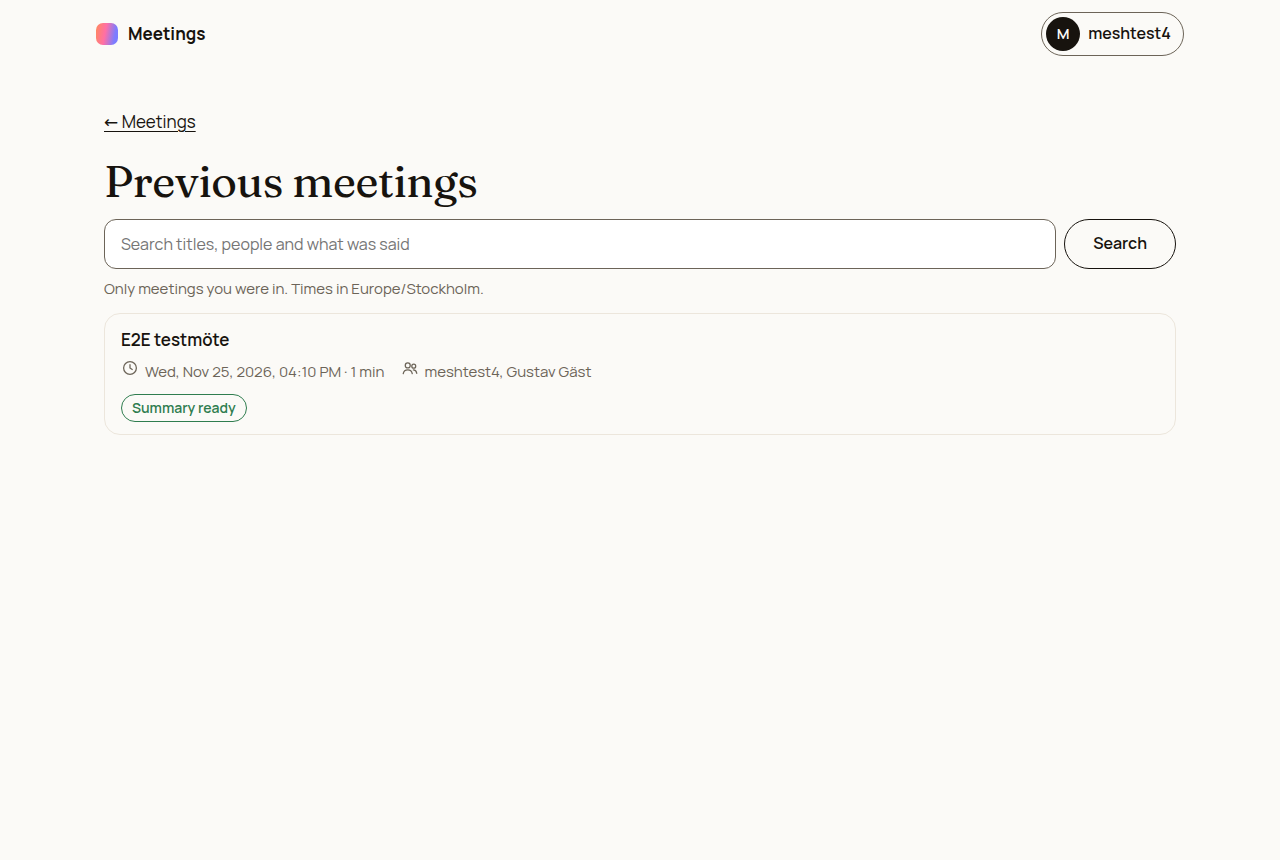 Meetings
M meshtest4
← Meetings
Previous meetings
Search titles, people and what was said
Search
Only meetings you were in. Times in Europe/Stockholm.
E2E testmöte
Wed, Nov 25, 2026, 04:10 PM · 1 min meshtest4, Gustav Gäst
Summary ready